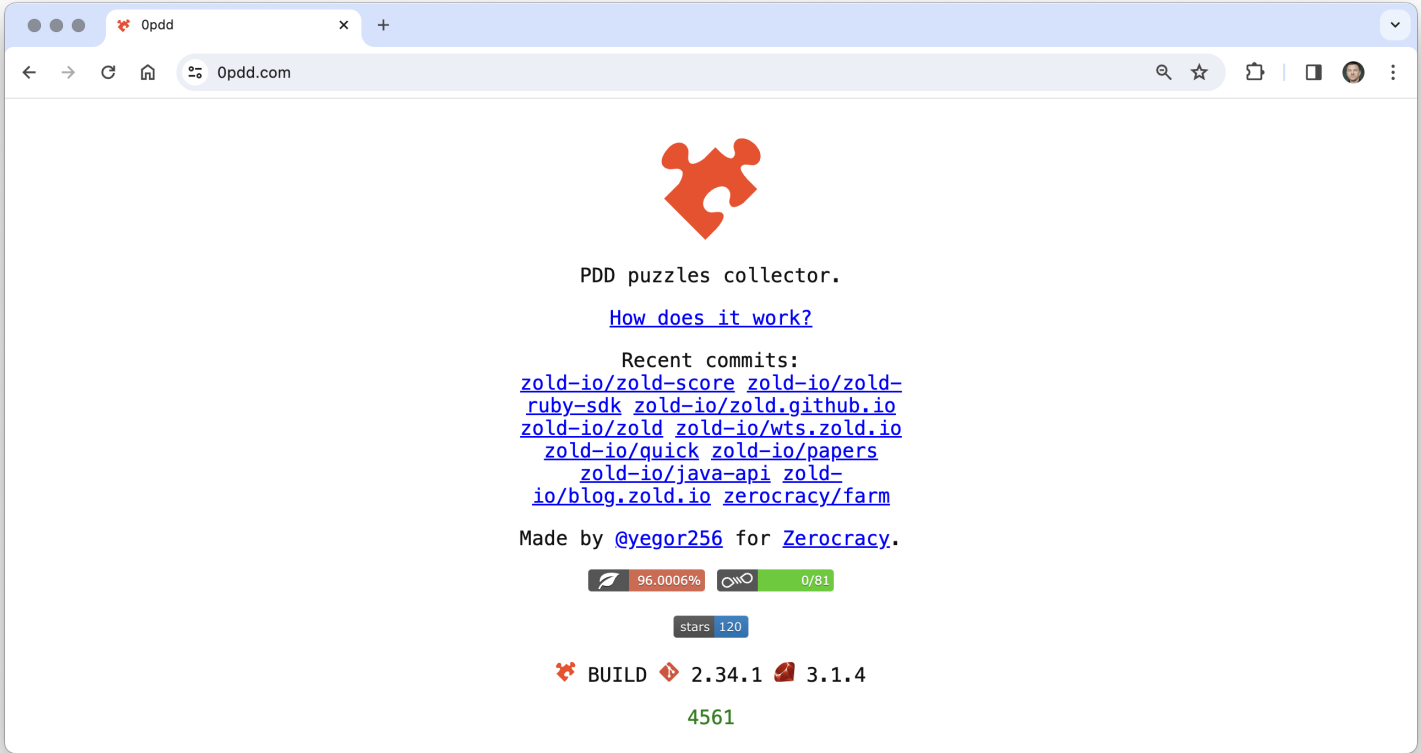 0pdd
0pdd.com
PDD puzzles collector.
How does it work?
Recent commits:
zold-io/zold-score zold-io/zold-
ruby-sdk zold-io/zold.github.io
zold-io/zold zold-io/wts.zold.io
zold-io/quick zold-io/papers
zold-io/java-api zold-
io/blog.zold.io zerocracy/farm
Made by @yegor256 for Zerocracy.
96.0006% 0/81
stars 120
BUILD 2.34.1 3.1.4
4561